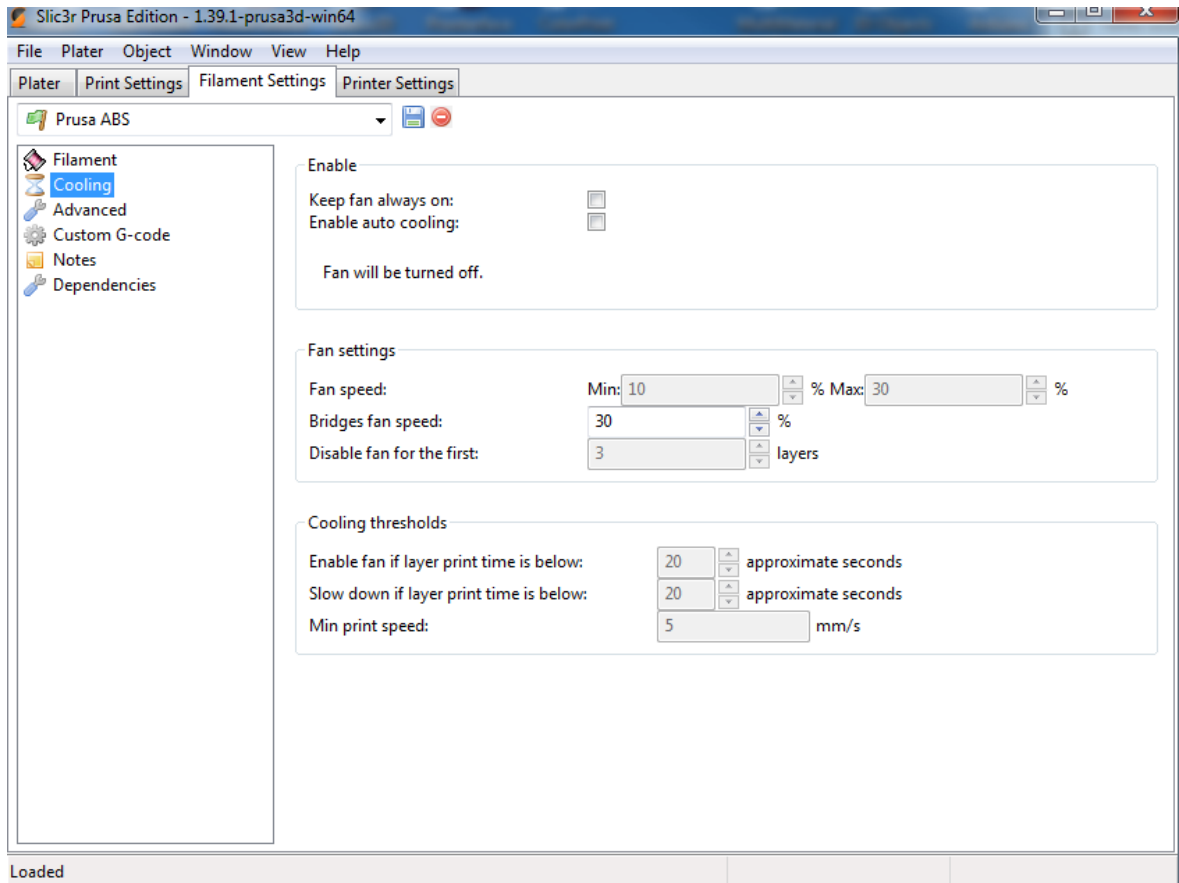 Slic3r Prusa Edition - 1.39.1-prusa3d-win64
File Plater Object Window View Help
Plater Print Settings Filament Settings Printer Settings
Prusa ABS
Filament
Cooling
Advanced
Custom G-code
Notes
Dependencies
Enable
Keep fan always on:
Enable auto cooling:
Fan will be turned off.
Fan settings
Fan speed: Min: 10 % Max: 30 %
Bridges fan speed: 30 %
Disable fan for the first: 3 layers
Cooling thresholds
Enable fan if layer print time is below: 20 approximate seconds
Slow down if layer print time is below: 20 approximate seconds
Min print speed: 5 mm/s
Loaded